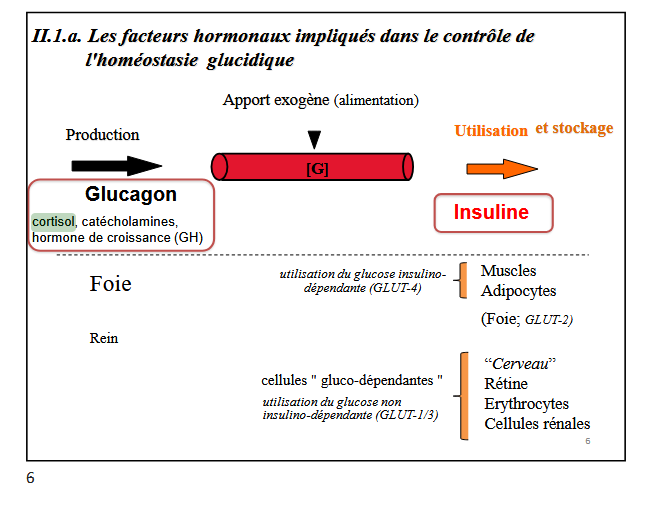 II.1.a. Les facteurs hormonaux impliqués dans le contrôle de
l'homéostasie glucidique
Apport exogène (alimentation)
Production
Utilisation et stockage
[G]
Glucagon
cortisol, catécholamines,
hormone de croissance (GH)
Insuline
Foie
utilisation du glucose insulino-
dépendante (GLUT-4)
Muscles
Adipocytes
(Foie; GLUT-2)
Rein
cellules " gluco-dépendantes "
utilisation du glucose non
insulino-dépendante (GLUT-1/3)
“Cerveau”
Rétine
Erythrocytes
Cellules rénales
6
6